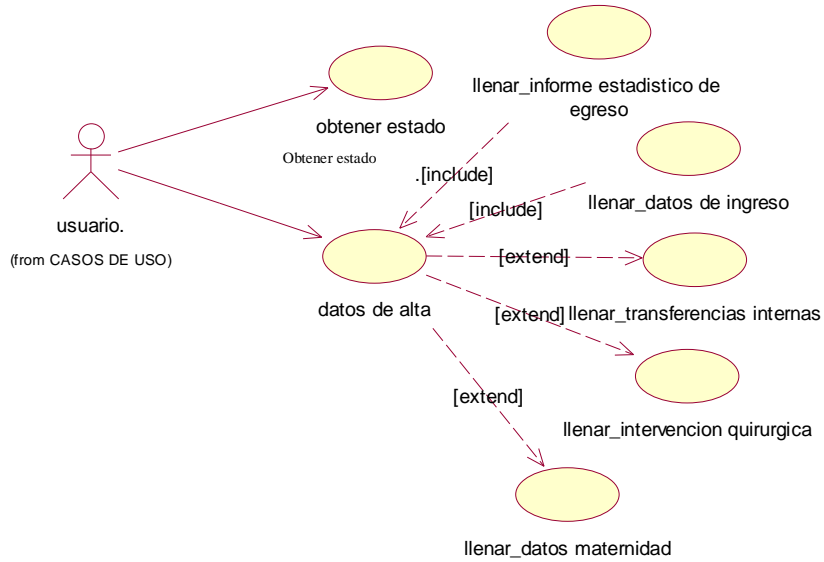 llenar_informe estadistico de
egreso
obtener estado
Obtener estado
.[include]
[include]
llenar_datos de ingreso
usuario.
(from CASOS DE USO)
[extend]
datos de alta
[extend]
llenar_transferencias internas
[extend]
llenar_intervencion quirurgica
llenar_datos maternidad